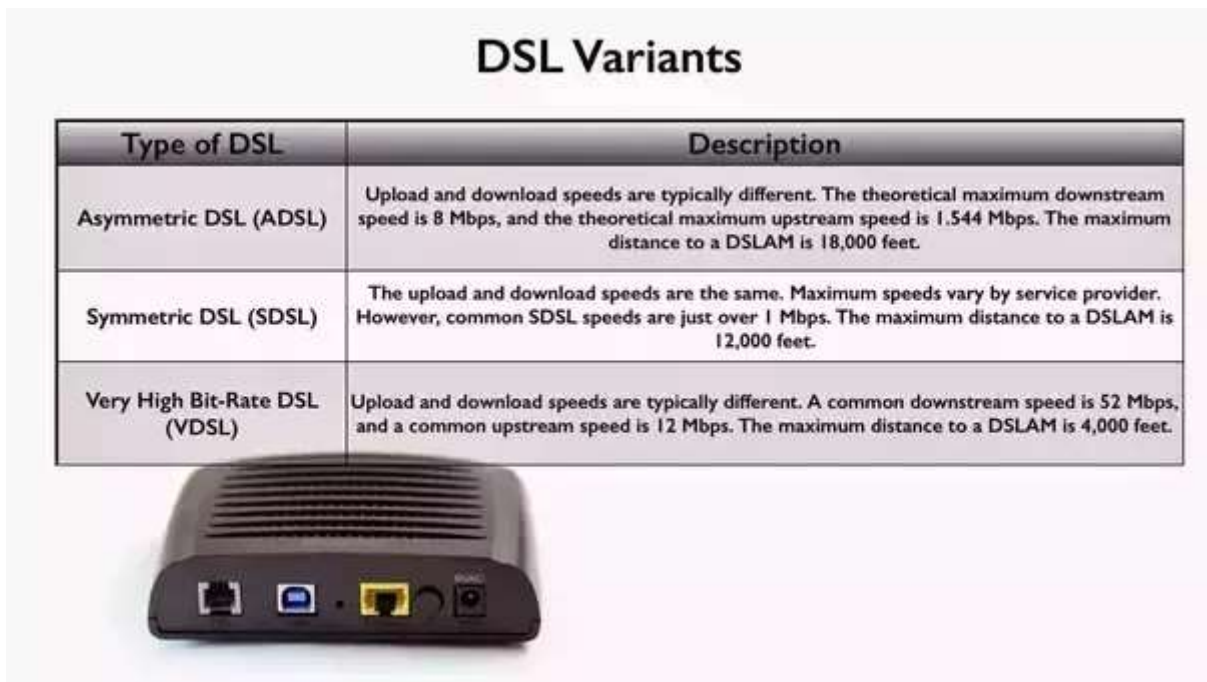 DSL Variants
Type of DSL
Description
Asymmetric DSL (ADSL)
Upload and download speeds are typically different. The theoretical maximum downstream
speed is 8 Mbps, and the theoretical maximum upstream speed is 1.544 Mbps. The maximum
distance to a DSLAM is 18,000 feet.
Symmetric DSL (SDSL)
The upload and download speeds are the same. Maximum speeds vary by service provider.
However, common SDSL speeds are just over 1 Mbps. The maximum distance to a DSLAM is
12,000 feet.
Very High Bit-Rate DSL
(VDSL)
Upload and download speeds are typically different. A common downstream speed is 52 Mbps,
and a common upstream speed is 12 Mbps. The maximum distance to a DSLAM is 4,000 feet.